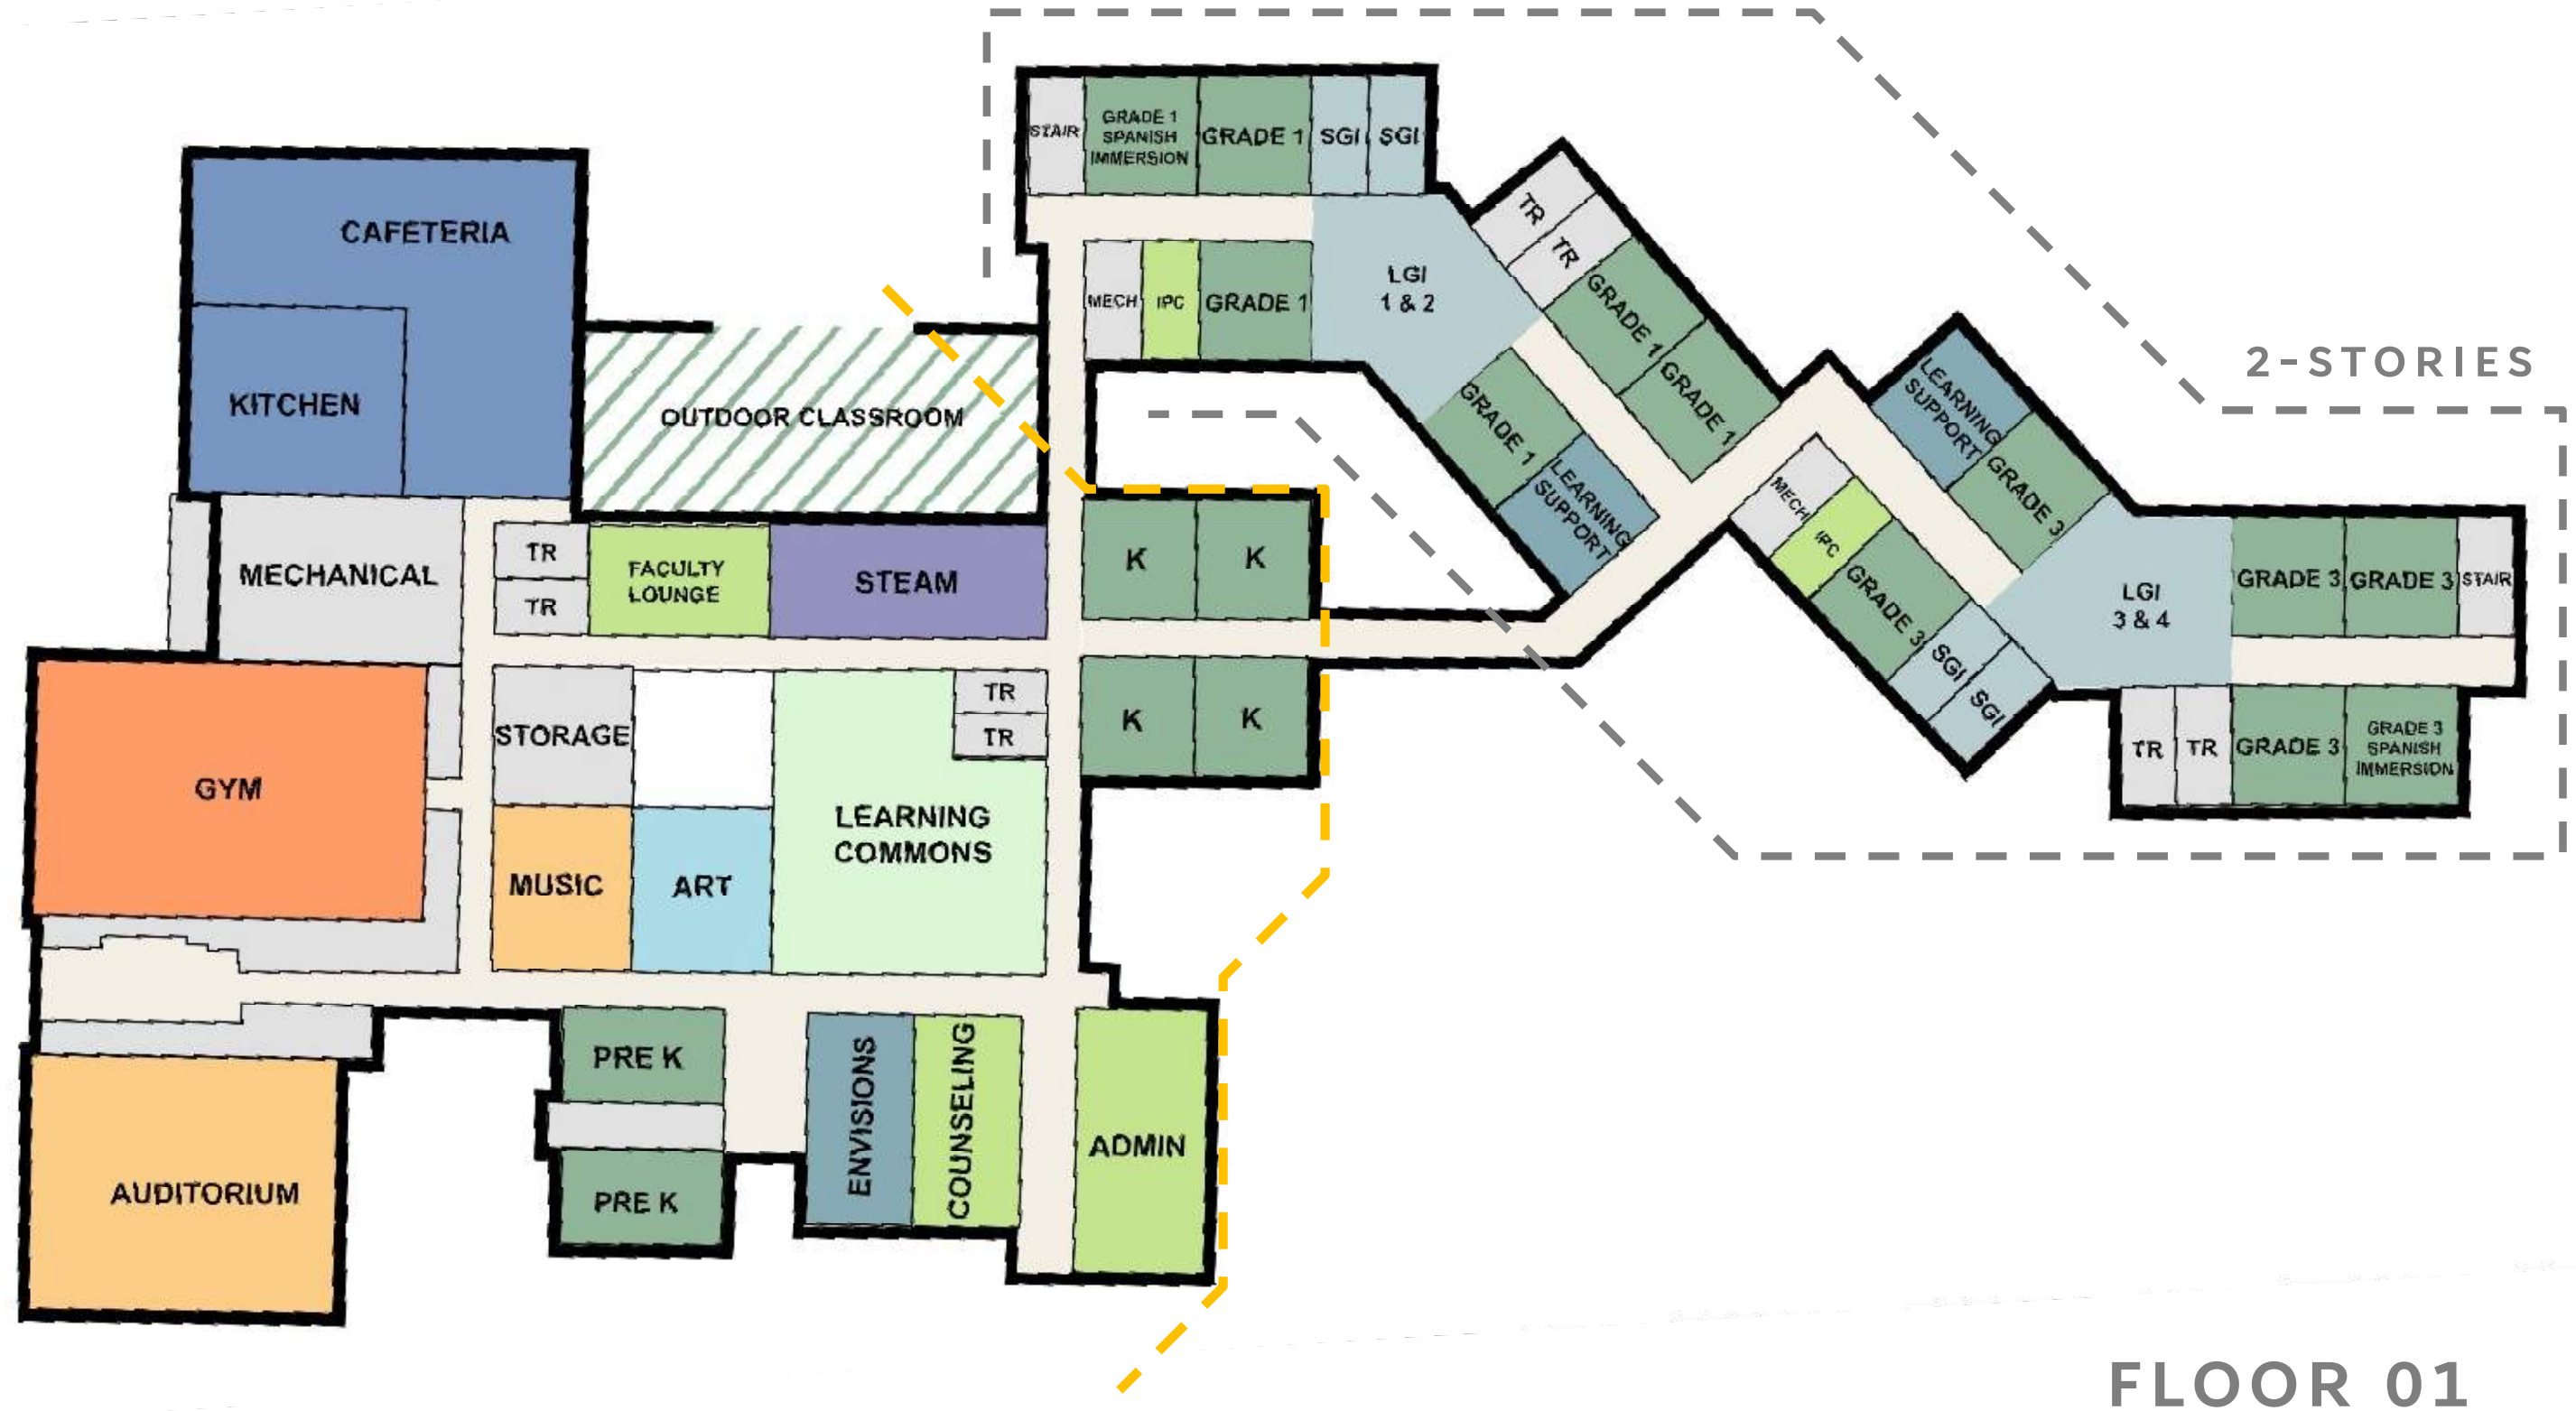 STAIR
GRADE 1
SPANISH
IMMERSION
GRADE 1
SGI
SGI
TR
TR
CAFETERIA
MECH
IPC
GRADE 1
LGI
1 & 2
GRADE 1
GRADE 1
KITCHEN
OUTDOOR CLASSROOM
GRADE 1
LEARNING
SUPPORT
LEARNING
SUPPORT
GRADE 3
2-STORIES
MECH
IPC
GRADE 3
SGI
SGI
LGI
3 & 4
GRADE 3
GRADE 3
STAIR
TR
TR
GRADE 3
GRADE 3
SPANISH
IMMERSION
MECHANICAL
TR
TR
FACULTY
LOUNGE
STEAM
K
K
K
K
GYM
STORAGE
TR
TR
LEARNING
COMMONS
MUSIC
ART
PRE K
PRE K
ENVISIONS
COUNSELING
ADMIN
AUDITORIUM
FLOOR 01